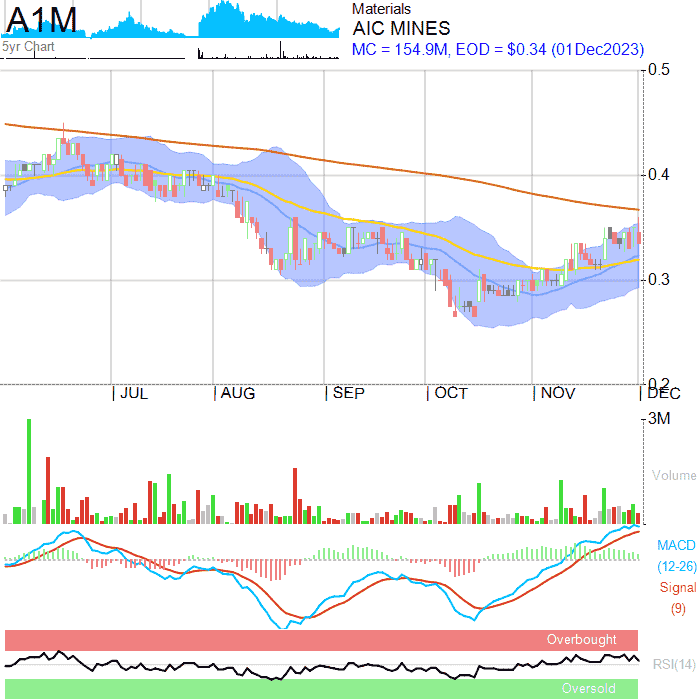 A1M
5yr Chart
Materials
AIC MINES
MC = 154.9M, EOD = $0.34 (01Dec2023)
0.5
0.4
0.3
0.2
JUL
AUG
SEP
OCT
NOV
DEC
3M
Volume
MACD
(12-26)
Signal
(9)
Overbought
RSI(14)
Oversold